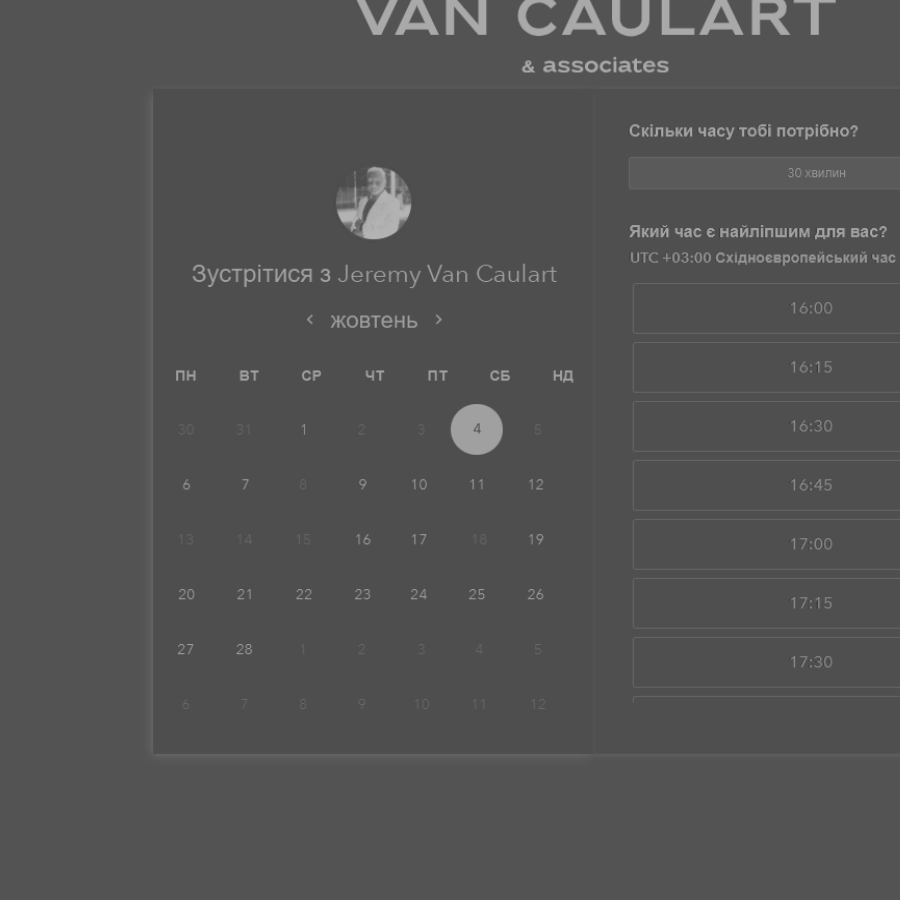 VAN CAULART
& associates
Зустрітися з Jeremy Van Caulart
жовтень
ПН ВТ СР ЧТ ПТ СБ НД
30 31 1 2 3 4 5
6 7 8 9 10 11 12
13 14 15 16 17 18 19
20 21 22 23 24 25 26
27 28 1 2 3 4 5
6 7 8 9 10 11 12
Скільки часу тобі потрібно?
30 хвилин
Який час є найліпшим для вас?
UTC +03:00 Східноєвропейський час
16:00
16:15
16:30
16:45
17:00
17:15
17:30